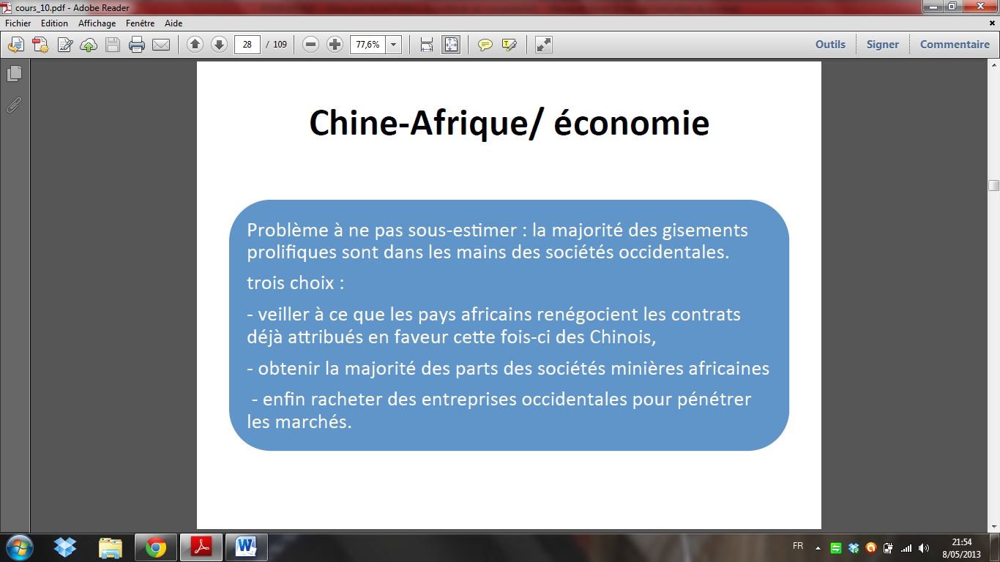 cours_10.pdf - Adobe Reader
Fichier Edition Affichage Fenêtre Aide
28 / 109 77,6% Outils Signer Commentaire
Chine-Afrique/ économie
Problème à ne pas sous-estimer : la majorité des gisements
prolifiques sont dans les mains des sociétés occidentales.
trois choix :
- veiller à ce que les pays africains renégocient les contrats
déjà attribués en faveur cette fois-ci des Chinois,
- obtenir la majorité des parts des sociétés minières africaines
- enfin racheter des entreprises occidentales pour pénétrer
les marchés.
FR 21:54
8/05/2013